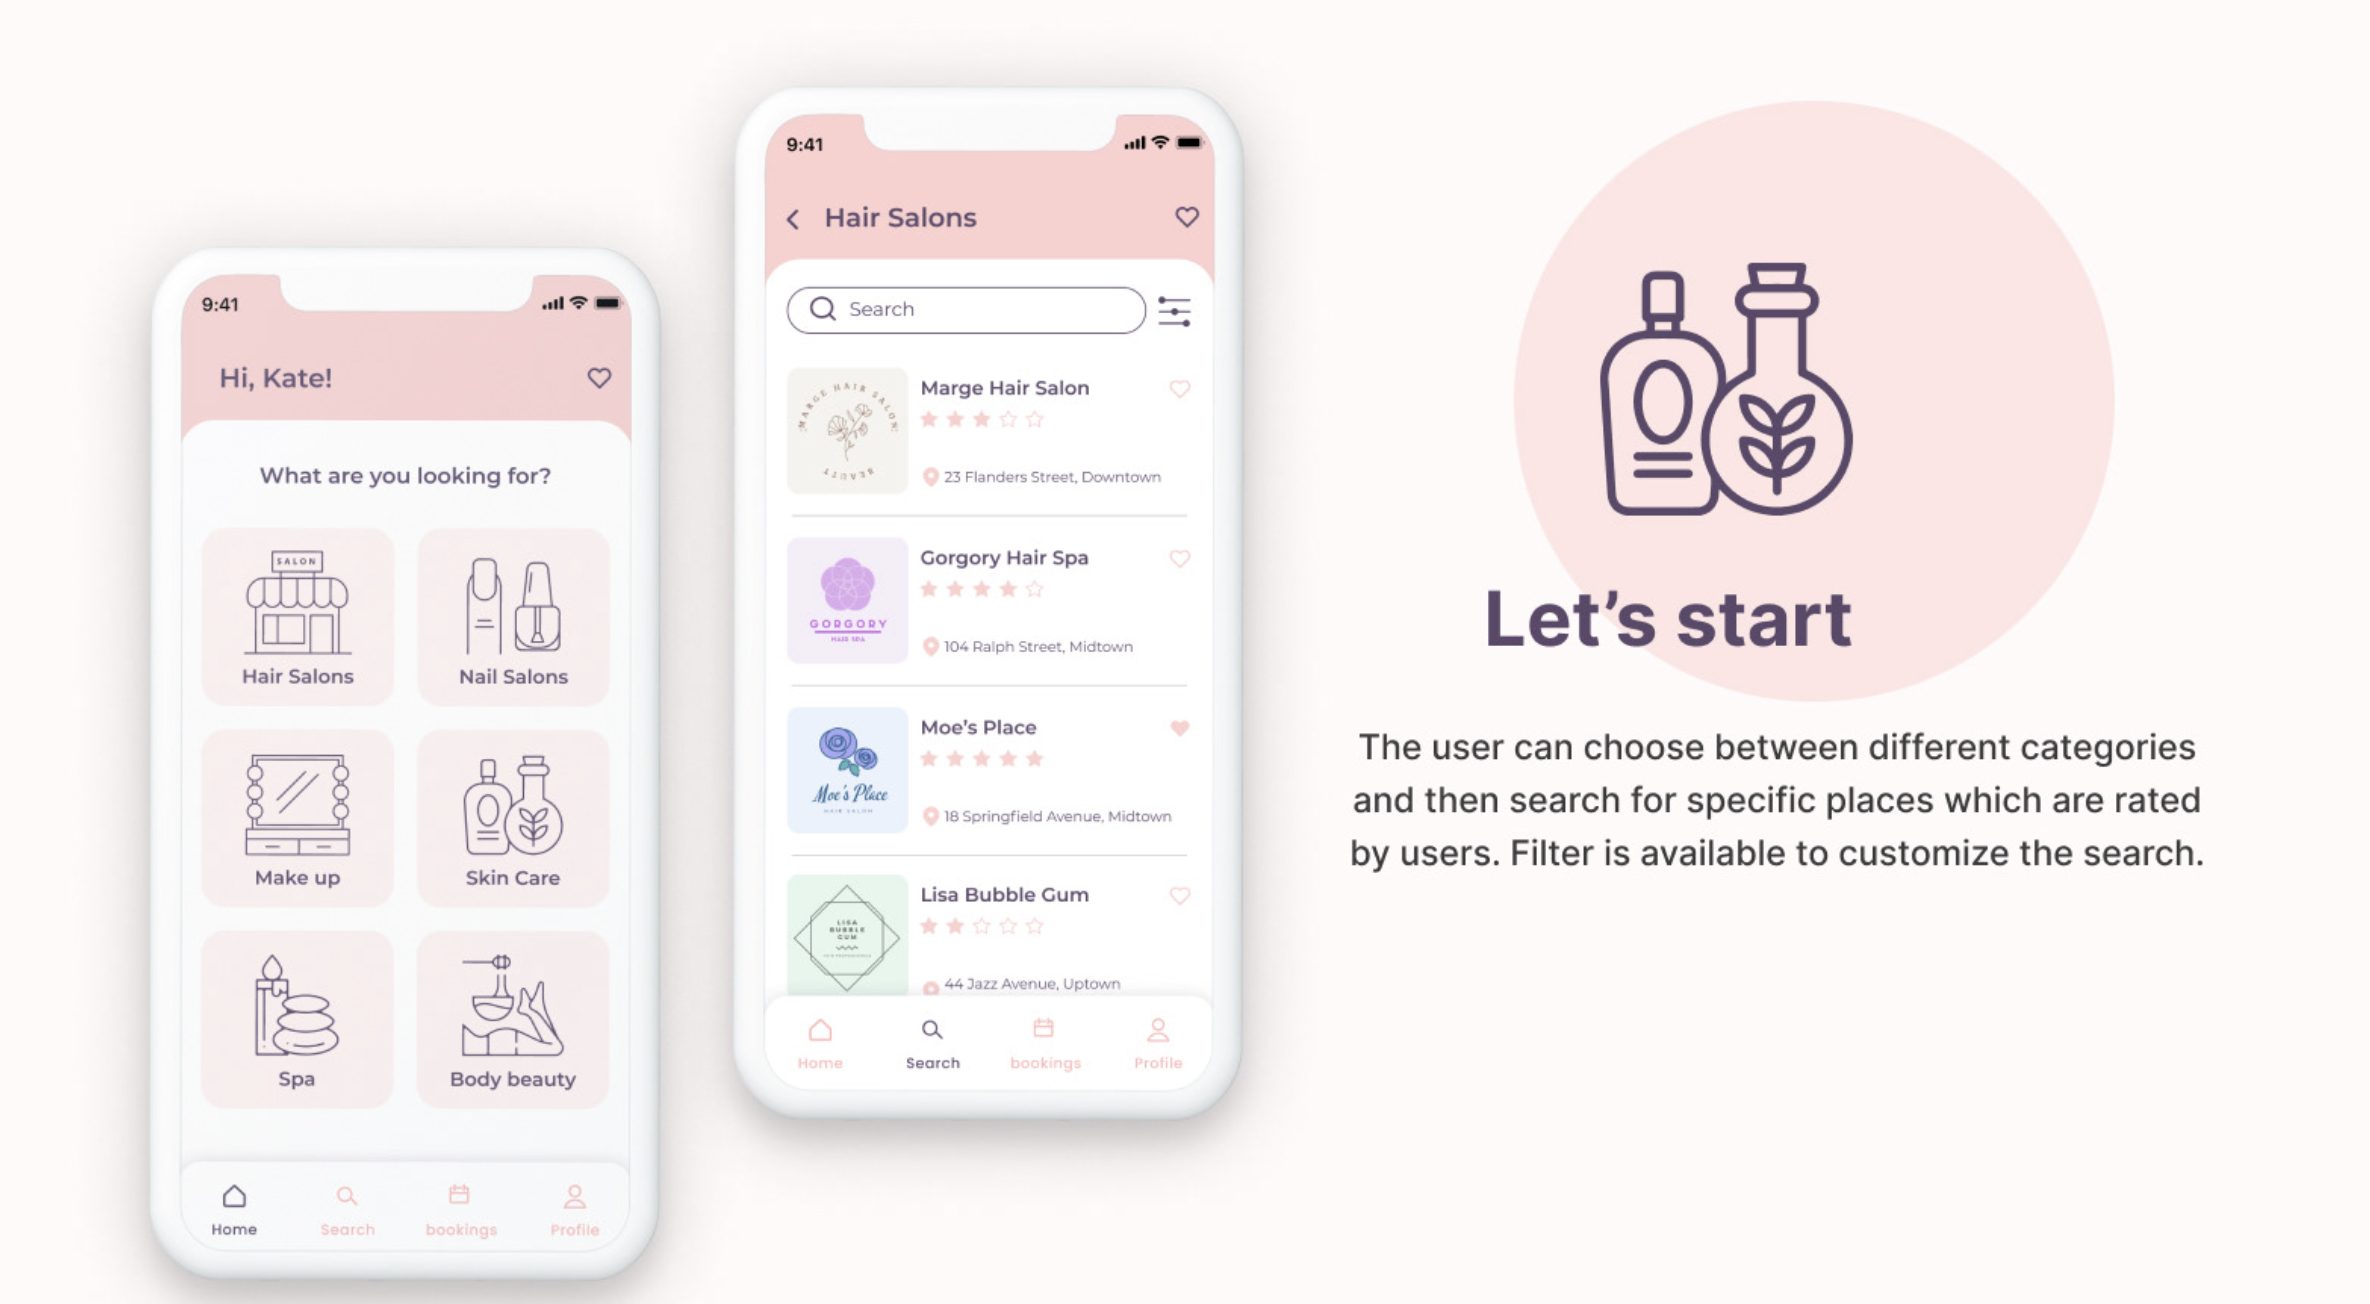 9:41
Hi, Kate!
What are you looking for?
SALON
Hair Salons
Nail Salons
Make up
Skin Care
Spa
Body beauty
Home
Search
bookings
Profile
9:41
Hair Salons
Search
MARGE HAIR SALON
BEAUTY
Marge Hair Salon
23 Flanders Street, Downtown
GORGORY
HAIR SPA
Gorgory Hair Spa
104 Ralph Street, Midtown
Moe's Place
HAIR SALON
Moe's Place
18 Springfield Avenue, Midtown
LISA
BUBBLE
GUM
Lisa Bubble Gum
44 Jazz Avenue, Uptown
Home
Search
bookings
Profile
Let's start
The user can choose between different categories
and then search for specific places which are rated
by users. Filter is available to customize the search.